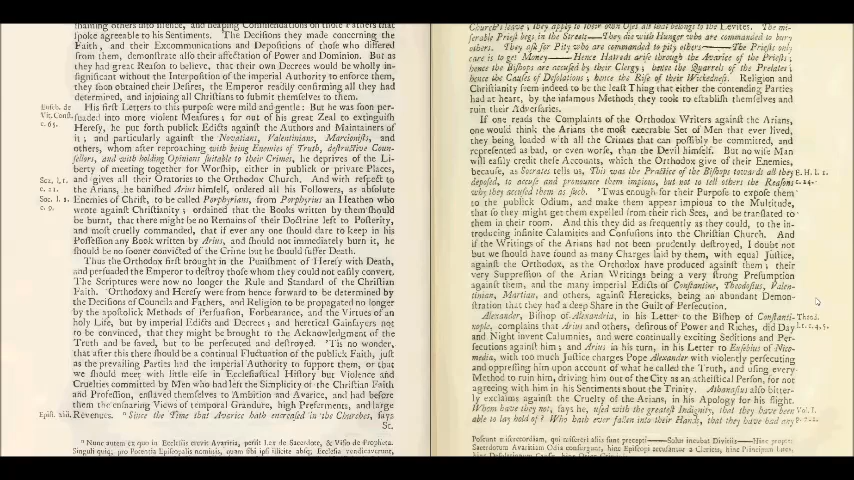 spoke agreeable to his Sentiments. The Decisions they made concerning the
Faith, and their Excommunications and Depositions of those who differed
from them, demonstrate also their affectation of Power and Dominion. But as
they had great Reason to believe, that their own Decrees would be wholly in-
significant without the Interposition of the imperial Authority to enforce them,
they soon obtained their Desires, the Emperor readily confirming all they had
determined, and injoining all Christians to submit themselves to them.
Euseb. de
Vit. Const.
c. 65.
His first Letters to this purpose were mild and gentle: But he was soon per-
suaded into more violent Measures; for out of his great Zeal to extinguish
Heresy, he put forth publick Edicts against the Authors and Maintainers of
it; and particularly against the Novatians, Valentinians, Marcionists, and
others, whom after reproaching with being Enemies of Truth, destructive Coun-
sellors, and with holding Opinions suitable to their Crimes, he deprives of the Li-
berty of meeting together for Worship, either in publick or private Places,
and gives all their Oratories to the Orthodox Church. And with respect to
the Arians, he banished Arius himself, ordered all his Followers, as absolute
Enemies of Christ, to be called Porphyrians, from Porphyrius an Heathen who
wrote against Christianity; ordained that the Books written by them should
be burnt, that there might be no Remains of their Doctrine left to Posterity,
and most cruelly commanded, that if ever any one should dare to keep in his
Possession any Book written by Arius, and should not immediately burn it, he
should be no sooner convicted of the Crime but he should suffer Death.
Thus the Orthodox first brought in the Punishment of Heresy with Death,
and persuaded the Emperor to destroy those whom they could not easily convert.
The Scriptures were now no longer the Rule and Standard of the Christian
Faith. Orthodoxy and Heresy were from hence forward to be determined by
the Decisions of Councils and Fathers, and Religion to be propagated no longer
by the apostolick Methods of Persuasion, Forbearance, and the Virtues of an
holy Life, but by imperial Edicts and Decrees; and heretical Gainsayers not
to be convinced, that they might be brought to the Acknowledgment of the
Truth and be saved, but to be persecuted and destroyed. 'Tis no wonder,
that after this there should be a continual Fluctuation of the publick Faith, just
as the prevailing Parties had the imperial Authority to support them, or that
we should meet with little else in Ecclesiastical History but Violence and
Cruelties committed by Men who had left the Simplicity of the Christian Faith
and Profession, enslaved themselves to Ambition and Avarice, and had before
them the ensnaring Views of temporal Grandure, high Preferments, and large
Revenues. Since the Time that Avarice hath encreased in the Churches, says
St.
Nunc autem ex quo in Ecclesiis crevit Avaritia, periit Lex de Sacerdote, & Visio de Propheta.
Church's leave; they apply to their own Uses all that belongs to the Levites. The mi-
serable Priest begs in the Streets—They die with Hunger who are commanded to bury
others. They ask for Pity who are commanded to pity others—The Priests only
care is to get Money—Hence Hatreds arise through the Avarice of the Priests;
hence the Bishops are accused by their Clergy; hence the Quarrels of the Prelates;
hence the Causes of Desolations; hence the Rise of their Wickedness. Religion and
Christianity seem indeed to be the least Thing that either the contending Parties
had at heart, by the infamous Methods they took to establish themselves and
ruin their Adversaries.
If one reads the Complaints of the Orthodox Writers against the Arians,
one would think the Arians the most execrable Set of Men that ever lived,
they being loaded with all the Crimes that can possibly be committed, and
represented as bad, or even worse, than the Devil himself. But no wise Man
will easily credit these Accounts, which the Orthodox give of their Enemies,
because, as Socrates tells us, This was the Practice of the Bishops towards all they
deposed, to accuse and pronounce them impious, but not to tell others the Reasons
why they accused them as such. 'Twas enough for their Purpose to expose them
to the publick Odium, and make them appear impious to the Multitude,
that so they might get them expelled from their rich Sees, and be translated to
them in their room. And this they did as frequently as they could, to the in-
troducing infinite Calamities and Confusions into the Christian Church. And
if the Writings of the Arians had not been prudently destroyed, I doubt not
but we should have found as many Charges laid by them, with equal Justice,
against the Orthodox, as the Orthodox have produced against them; their
very Suppression of the Arian Writings being a very strong Presumption
against them, and the many imperial Edicts of Constantine, Theodosius, Valen-
tinian, Martian, and others, against Hereticks, being an abundant Demon-
stration that they had a deep Share in the Guilt of Persecution.
Alexander, Bishop of Alexandria, in his Letter to the Bishop of Constanti-
nople, complains that Arius and others, desirous of Power and Riches, did Day
and Night invent Calumnies, and were continually exciting Seditions and Per-
secutions against him; and Arius in his turn, in his Letter to Eusebius of Nico-
media, with too much Justice charges Pope Alexander with violently persecuting
and oppressing him upon account of what he called the Truth, and using every
Method to ruin him, driving him out of the City as an atheistical Person, for not
agreeing with him in his Sentiments about the Trinity. Athanasius also bitter-
ly exclaims against the Cruelty of the Arians, in his Apology for his flight.
Whom have they not, says he, used with the greatest Indignity, that they have been
able to lay hold of? Who hath ever fallen into their Hands, that they have had any